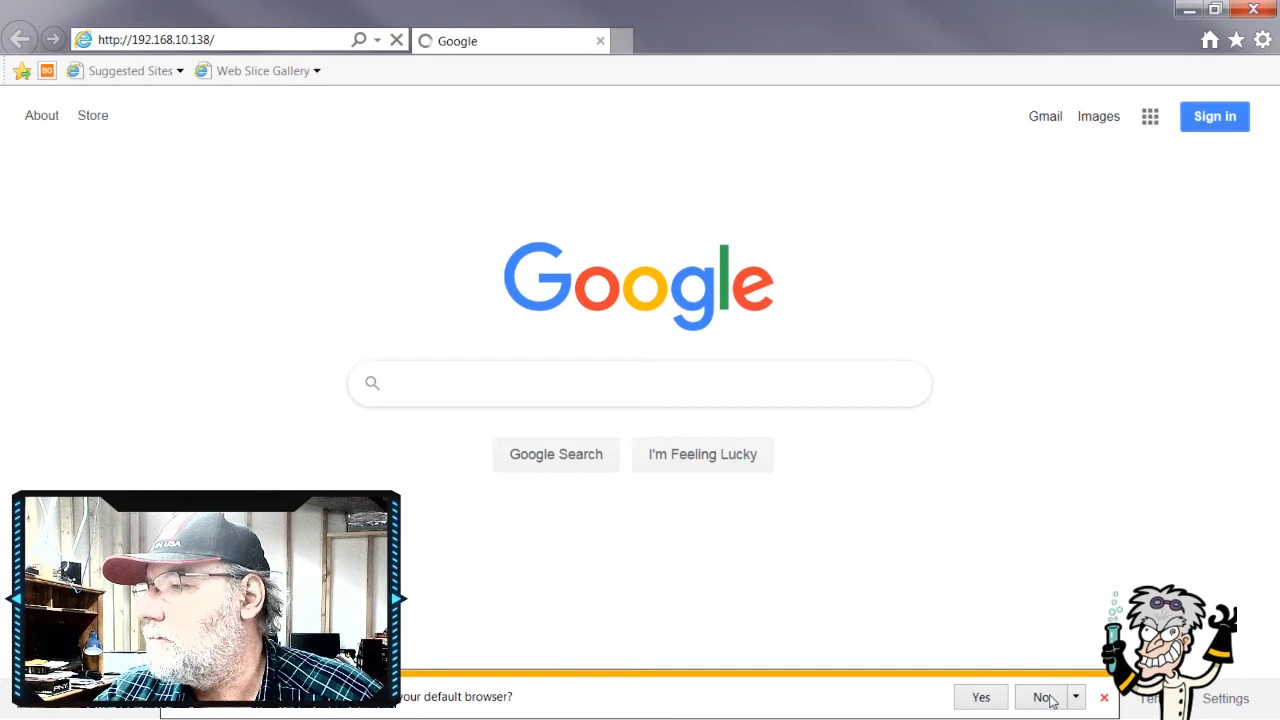 http://192.168.10.138/
Google
Suggested Sites
Web Slice Gallery
About
Store
Gmail
Images
Sign in
Google
Google Search
I'm Feeling Lucky
your default browser?
Yes
No
Settings